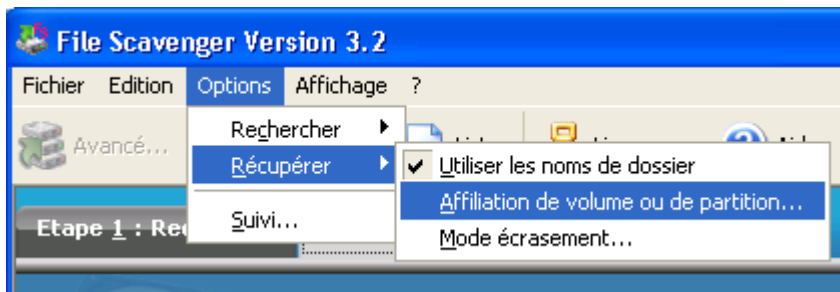 File Scavenger Version 3.2
Fichier Edition Options Affichage ?
Avancé...
Rechercher
Récupérer
Suivi...
Utiliser les noms de dossier
Affiliation de volume ou de partition...
Mode écrasement...
Etape 1 : Re